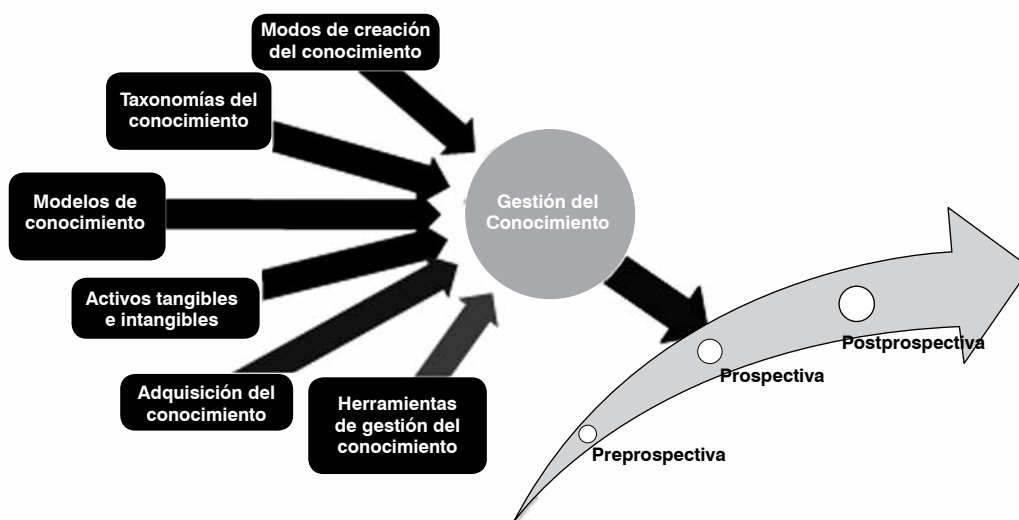 Modos de creación
del conocimiento
Taxonomías del
conocimiento
Modelos de
conocimiento
Activos tangibles
e intangibles
Adquisición del
conocimiento
Herramientas
de gestión del
conocimiento
Gestión del
Conocimiento
Postprospectiva
Prospectiva
Preprospectiva